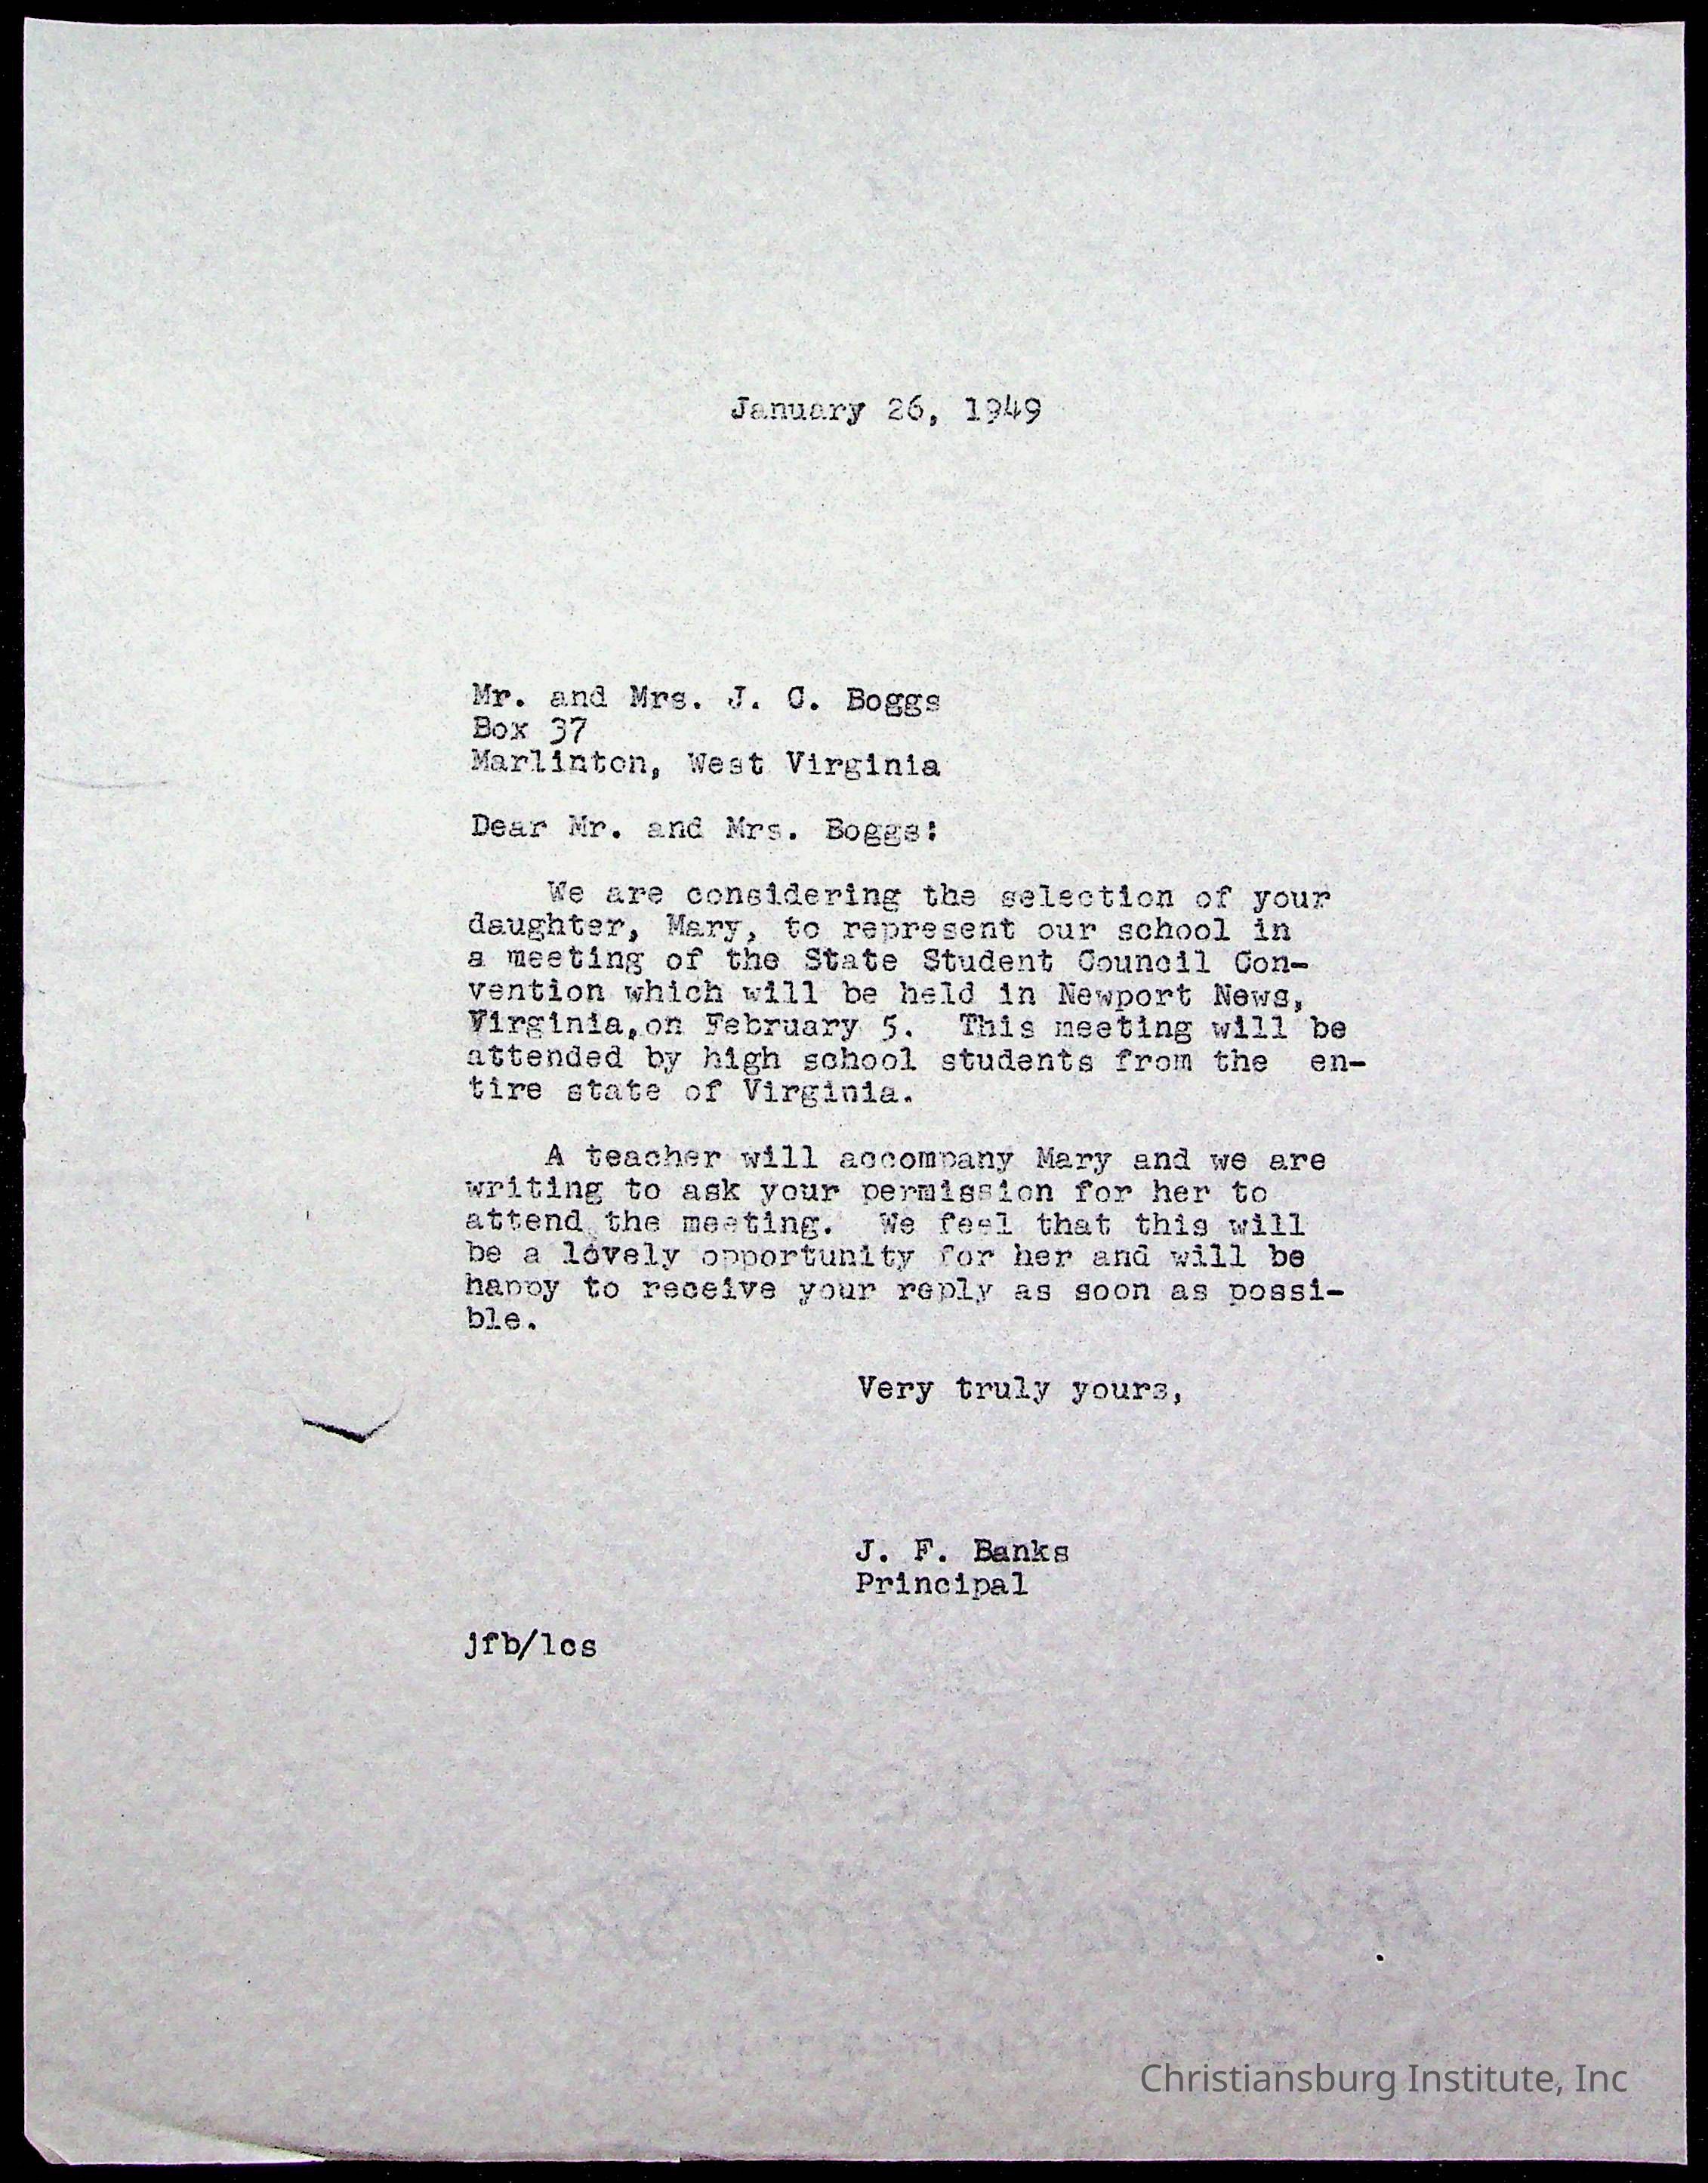 January 26, 1949
Mr. and Mrs. J. C. Boggs
Box 37
Marlinton, West Virginia
Dear Mr. and Mrs. Boggs:
We are considering the selection of your
daughter, Mary, to represent our school in
a meeting of the State Student Council Con-
vention which will be held in Newport News,
Virginia,on February 5. This meeting will be
attended by high school students from the en-
tire state of Virginia.
A teacher will accompany Mary and we are
writing to ask your permission for her to
attend the meeting. We feel that this will
be a lovely opportunity for her and will be
happy to receive your reply as soon as possi-
ble.
Very truly yours,
J. F. Banks
Principal
jfb/lcs
Christiansburg Institute, Inc